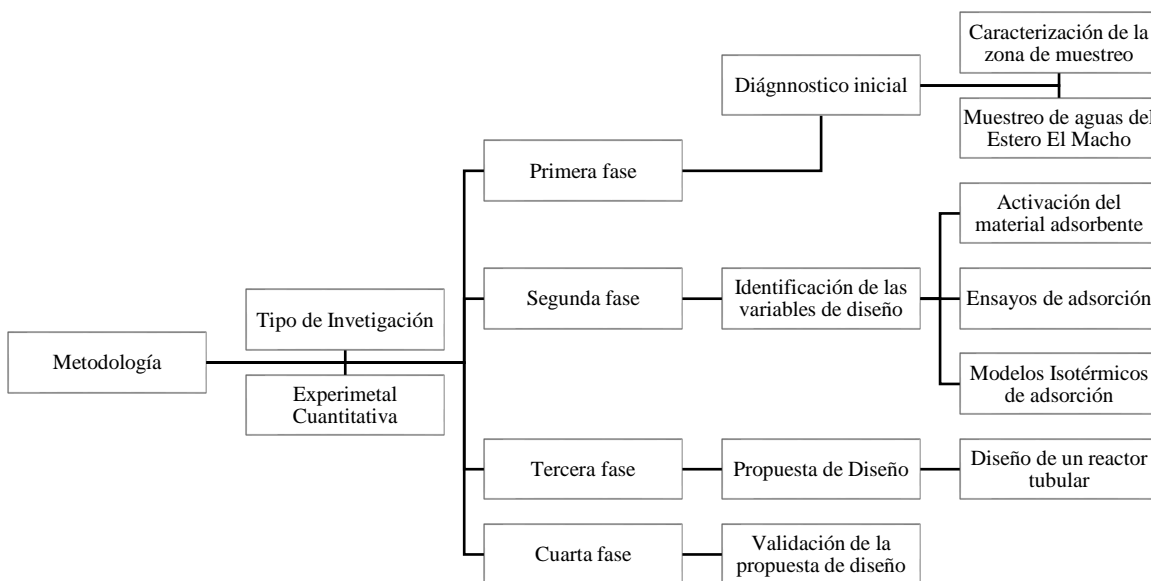 Metodología
Tipo de Invetigación
Experimetal
Cuantitativa
Primera fase
Diágnnostico inicial
Caracterización de la
zona de muestreo
Muestreo de aguas del
Estero El Macho
Segunda fase
Identificación de las
variables de diseño
Activación del
material adsorbente
Ensayos de adsorción
Modelos Isotérmicos
de adsorción
Tercera fase
Propuesta de Diseño
Diseño de un reactor
tubular
Cuarta fase
Validación de la
propuesta de diseño